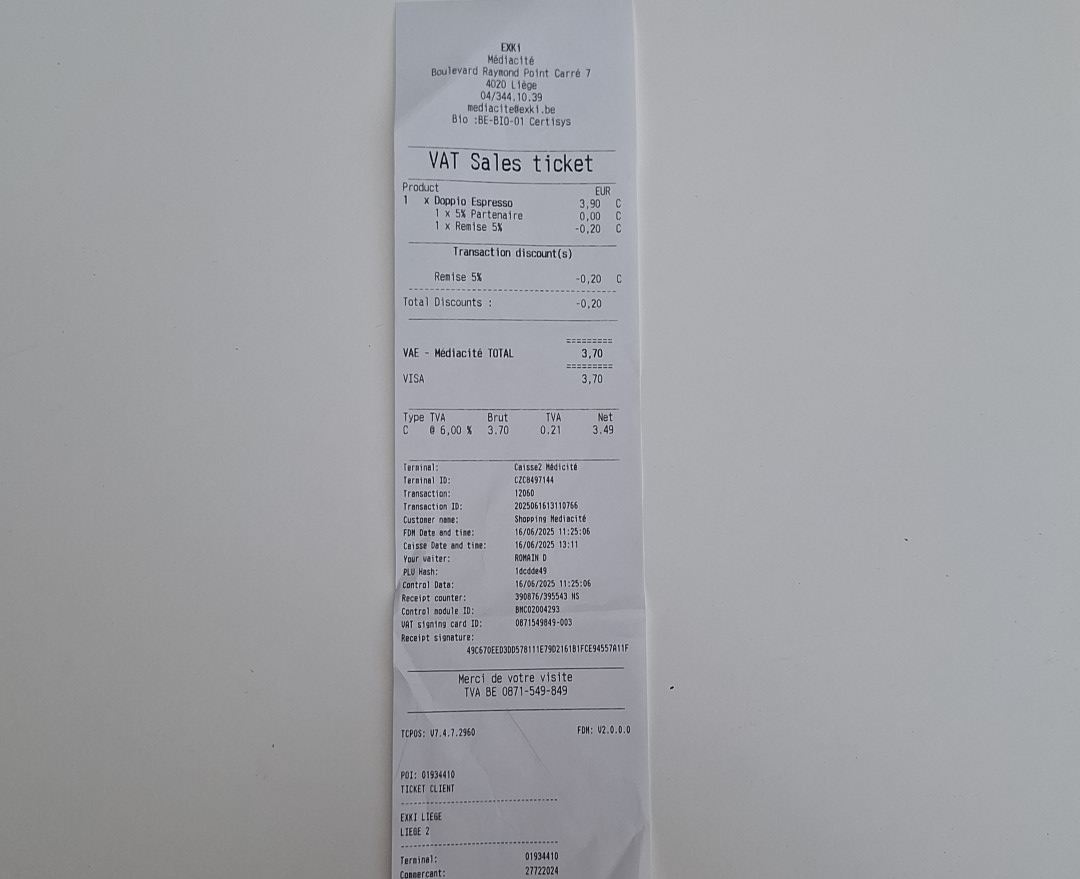 EXKi
Médiacité
Boulevard Raymond Point Carré 7
4020 Liège
04/344.10.39
mediacite@exki.be
Bio :BE-BIO-01 Certisys
VAT Sales ticket
Product EUR
1 x Doppio Espresso 3,90 C
1 x 5% Partenaire 0,00 C
1 x Remise 5% -0,20 C
Transaction discount(s)
Remise 5% -0,20 C
Total Discounts : -0,20
=========
VAE - Médiacité TOTAL 3,70
=========
VISA 3,70
Type TVA Brut TVA Net
C @ 6,00 % 3.70 0.21 3.49
Terminal: Caisse2 Médicité
Terminal ID: CZC8497144
Transaction: 12060
Transaction ID: 2025061613110766
Customer name: Shopping Mediacité
FDM Date and time: 16/06/2025 11:25:06
Caisse Date and time: 16/06/2025 13:11
Your waiter: ROMAIN D
PLU Hash: 1dcdde49
Control Data: 16/06/2025 11:25:06
Receipt counter: 390876/395543 NS
Control module ID: BMC02004293
VAT signing card ID: 0871549849-003
Receipt signature:
49C670EED3DD578111E79D216181FCE94557A11F
Merci de votre visite
TVA BE 0871-549-849
TCPOS: V7.4.7.2960 FDM: V2.0.0.0
POI: 01934410
TICKET CLIENT
EXKI LIEGE
LIEGE 2
Terminal: 01934410
Commercant: 27722024